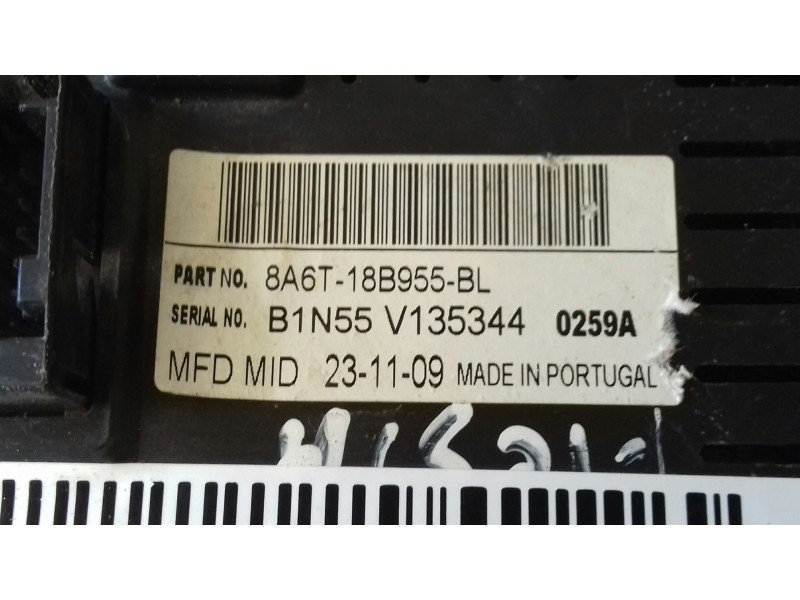 PART NO. 8A6T-18B955-BL
SERIAL NO. B1N55 V135344 0259A
MFD MID 23-11-09 MADE IN PORTUGAL